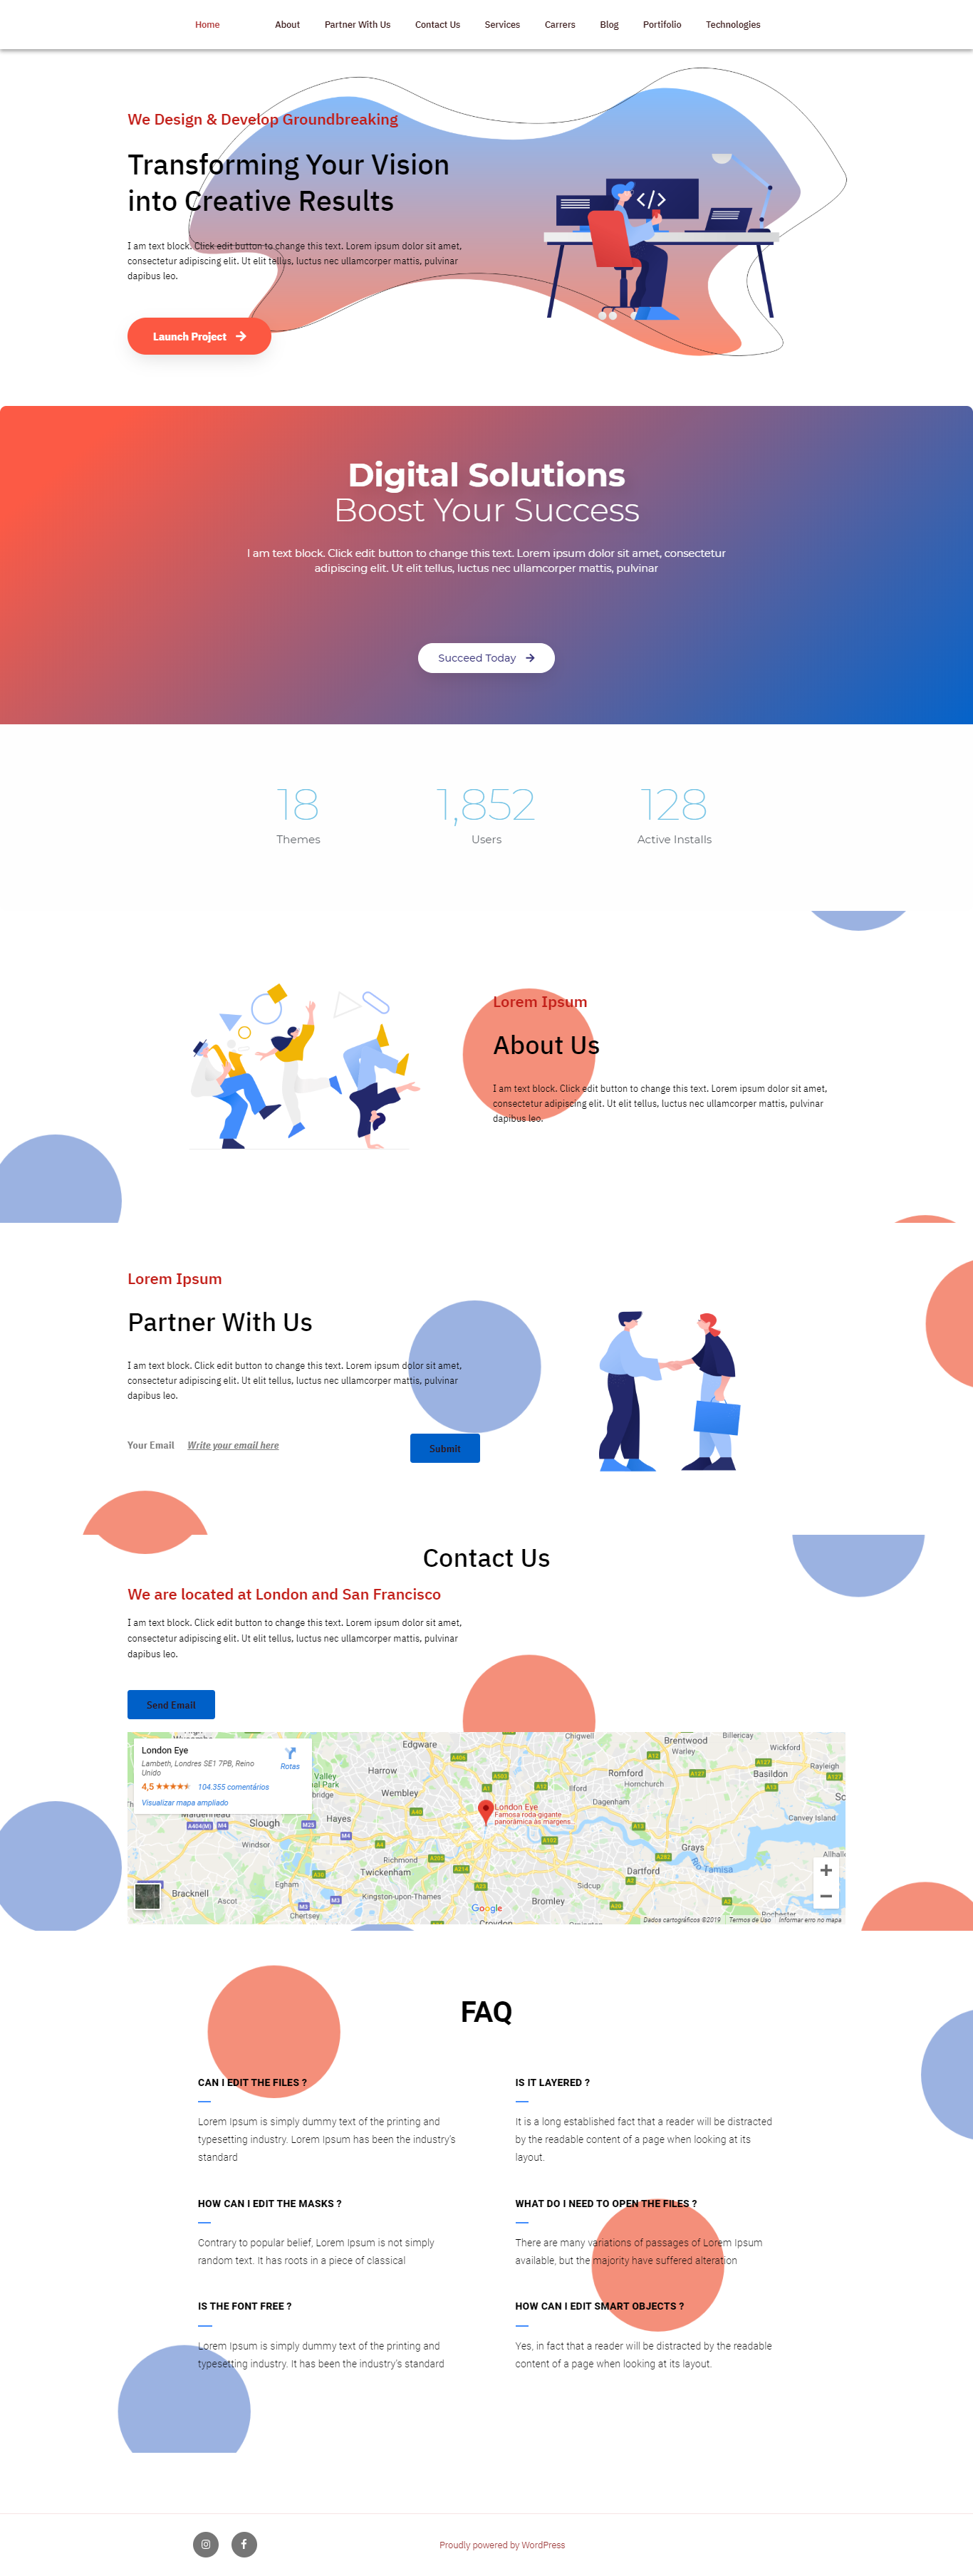 Home About Partner With Us Contact Us Services Carrers Blog Portifolio Technologies
We Design & Develop Groundbreaking
Transforming Your Vision
into Creative Results
I am text block. Click edit button to change this text. Lorem ipsum dolor sit amet,
consectetur adipiscing elit. Ut elit tellus, luctus nec ullamcorper mattis, pulvinar
dapibus leo.
Launch Project
Digital Solutions
Boost Your Success
I am text block. Click edit button to change this text. Lorem ipsum dolor sit amet, consectetur
adipiscing elit. Ut elit tellus, luctus nec ullamcorper mattis, pulvinar
Succeed Today
18 1,852 128
Themes Users Active Installs
Lorem Ipsum
About Us
I am text block. Click edit button to change this text. Lorem ipsum dolor sit amet,
consectetur adipiscing elit. Ut elit tellus, luctus nec ullamcorper mattis, pulvinar
dapibus leo.
Lorem Ipsum
Partner With Us
I am text block. Click edit button to change this text. Lorem ipsum dolor sit amet,
consectetur adipiscing elit. Ut elit tellus, luctus nec ullamcorper mattis, pulvinar
dapibus leo.
Your Email Write your email here Submit
Contact Us
We are located at London and San Francisco
I am text block. Click edit button to change this text. Lorem ipsum dolor sit amet,
consectetur adipiscing elit. Ut elit tellus, luctus nec ullamcorper mattis, pulvinar
dapibus leo.
Send Email
London Eye
Lambeth, Londres SE1 7PB, Reino
Unido
Rotas
4,5 104.355 comentários
Visualizar mapa ampliado
Chigwell
Brentwood
Billericay
Edgware
Warley
Wickford
Harrow
Romford
Basildon
Rayleigh
Wembley
Ilford
Hornchurch
Dagenham
London Eye
Famosa roda gigante
panorâmica às margens...
Canvey Island
Slough
Hayes
Windsor
Grays
Richmond
Rio Tamisa
Twickenham
Dartford
Egham
Sidcup
Bracknell
Ascot
Kingston-upon-Thames
Bromley
Chertsey
Google
Croydon
Dados cartográficos ©2019 Termos de Uso Informar erro no mapa
FAQ
CAN I EDIT THE FILES ?
Lorem Ipsum is simply dummy text of the printing and
typesetting industry. Lorem Ipsum has been the industry's
standard
IS IT LAYERED ?
It is a long established fact that a reader will be distracted
by the readable content of a page when looking at its
layout.
HOW CAN I EDIT THE MASKS ?
Contrary to popular belief, Lorem Ipsum is not simply
random text. It has roots in a piece of classical
WHAT DO I NEED TO OPEN THE FILES ?
There are many variations of passages of Lorem Ipsum
available, but the majority have suffered alteration
IS THE FONT FREE ?
Lorem Ipsum is simply dummy text of the printing and
typesetting industry. It has been the industry's standard
HOW CAN I EDIT SMART OBJECTS ?
Yes, in fact that a reader will be distracted by the readable
content of a page when looking at its layout.
Proudly powered by WordPress